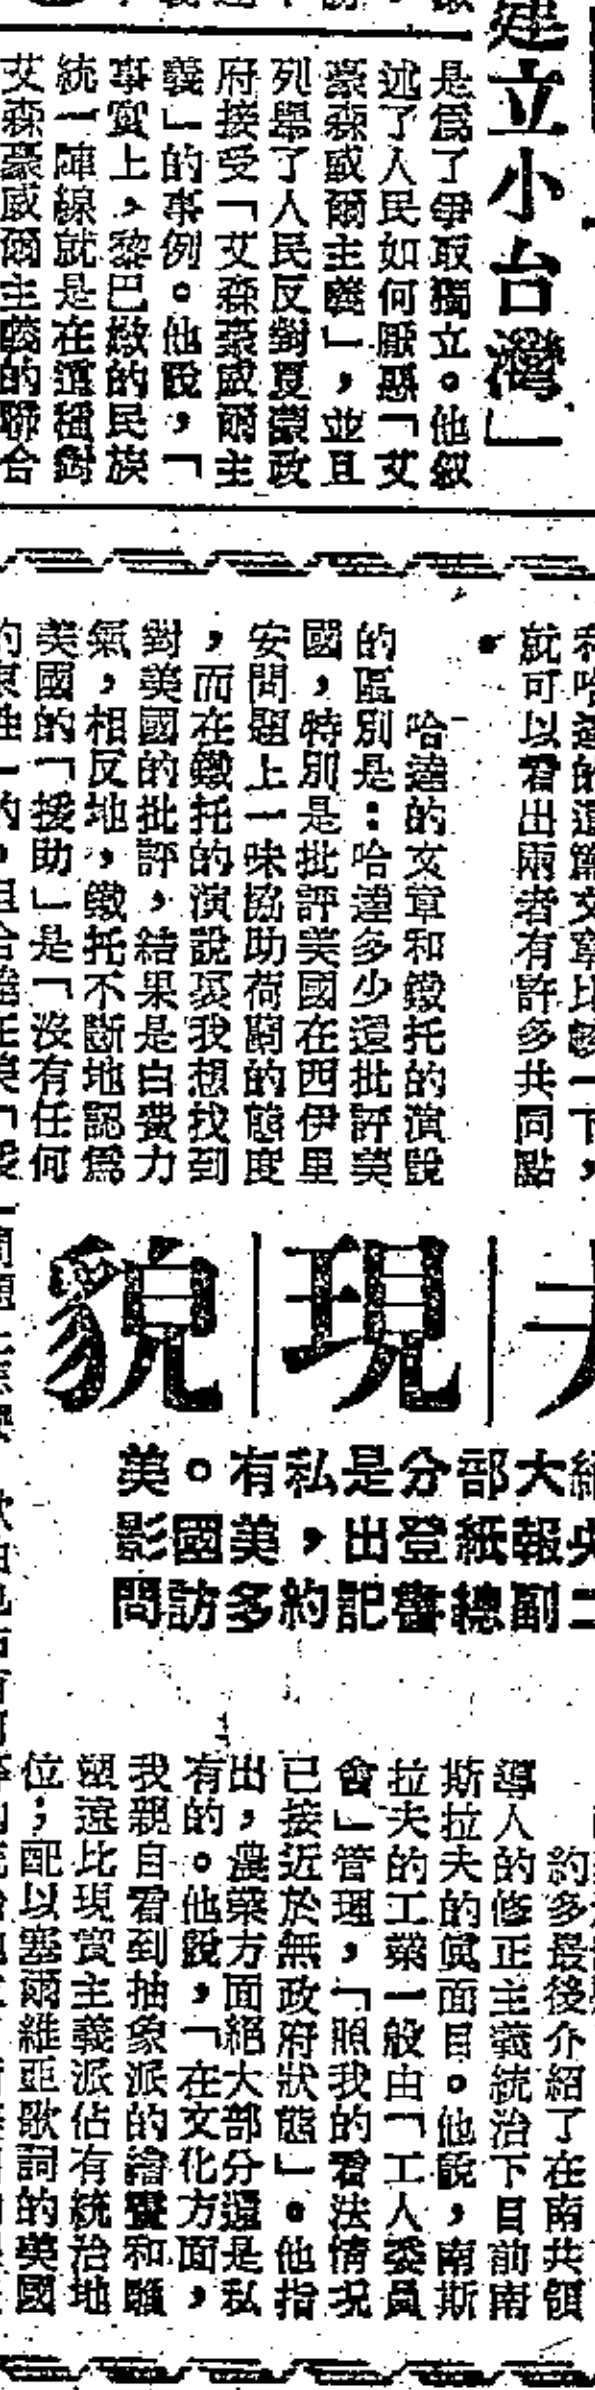 建立小台灣」
是爲了爭取獨立。他叙
述了人民如何厭惡「艾
豪森威爾主義」，並且
列舉了人民反對夏蒙政
府接受「艾森豪威爾主
義」的事例。他說，「
事實上，黎巴嫩的民族
統一陣線就是在這種對
艾森豪威爾主義的聯合
就可以看出兩者有許多共同點
哈達的文章和鐵托的演說
的區別是：哈達多少還批評美
國，特別是批評美國在西伊里
安問題上一味協助荷蘭的態度
，而在鐵托的演說裏我想找到
對美國的批評，結果是白費力
氣，相反地，鐵托不斷地認爲
美國的「援助」是「沒有任何
現貌
大報副
部紙總
分登書
是出記
私，約
有美多
。國訪
美影問
約多最後介紹了在南共領
導人的修正主義統治下目前南
斯拉夫的眞面目。他說，南斯
拉夫的工業一般由「工人委員
會」管理，「照我的看法情况
已接近於無政府狀態」。他指
出，農業方面絕大部分還是私
有的。他說，「在文化方面，
我親自看到抽象派的繪畫和雕
塑遠比現實主義派佔有統治地
位；配以塞爾維亞歌詞的美國